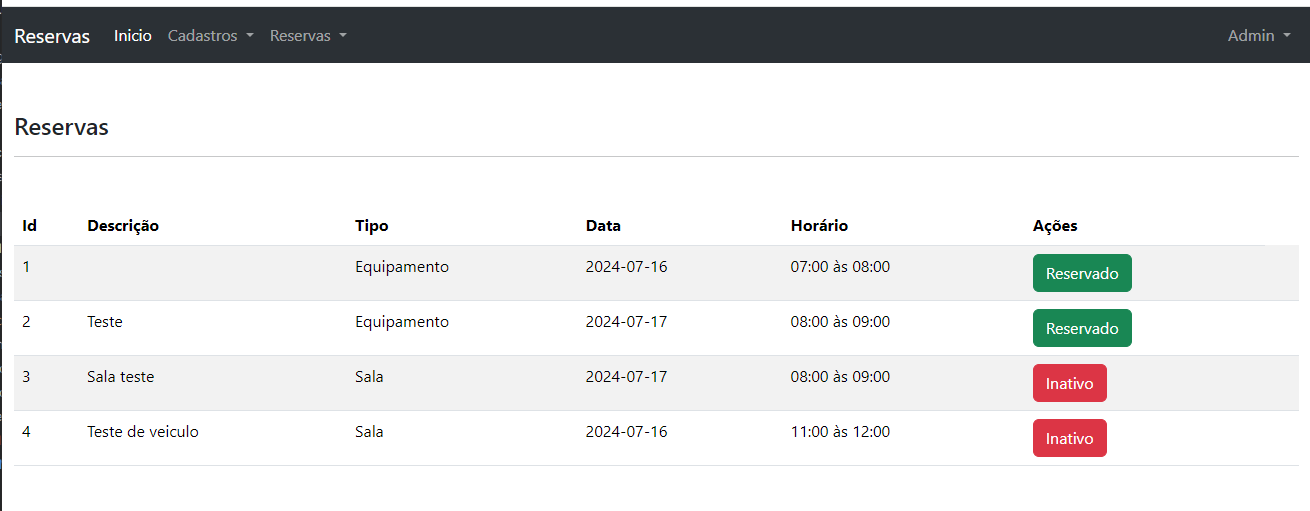 Reservas Inicio Cadastros Reservas Admin
Reservas
Id Descrição Tipo Data Horário Ações
1 Equipamento 2024-07-16 07:00 às 08:00 Reservado
2 Teste Equipamento 2024-07-17 08:00 às 09:00 Reservado
3 Sala teste Sala 2024-07-17 08:00 às 09:00 Inativo
4 Teste de veiculo Sala 2024-07-16 11:00 às 12:00 Inativo